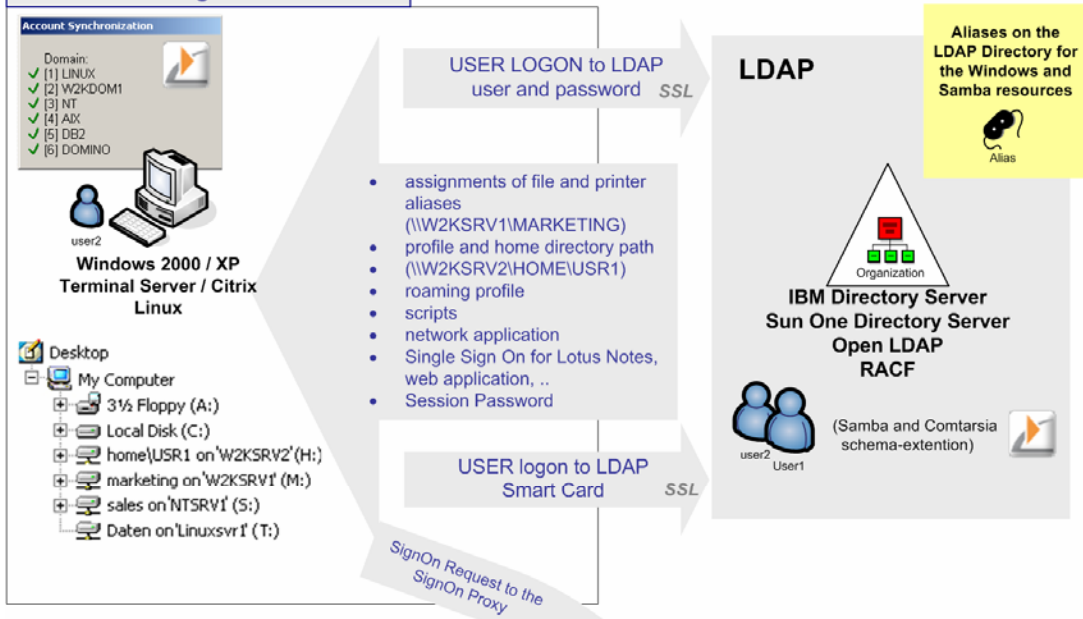 Account Synchronization
Domain:
[1] LINUX
[2] W2KDOM1
[3] NT
[4] AIX
[5] DB2
[6] DOMINO
user2
Windows 2000 / XP
Terminal Server / Citrix
Linux
Desktop
My Computer
3½ Floppy (A:)
Local Disk (C:)
home\USR1 on 'W2KSRV2' (H:)
marketing on 'W2KSRV1' (M:)
sales on 'NTSRV1' (S:)
Daten on 'Linuxsvr1' (T:)
USER LOGON to LDAP
user and password SSL
• assignments of file and printer
aliases
(\\W2KSRV1\MARKETING)
• profile and home directory path
• (\\W2KSRV2\HOME\USR1)
• roaming profile
• scripts
• network application
• Single Sign On for Lotus Notes,
web application, ..
• Session Password
USER logon to LDAP
Smart Card SSL
SignOn Request to the
SignOn Proxy
LDAP
Aliases on the
LDAP Directory for
the Windows and
Samba resources
Alias
Organization
IBM Directory Server
Sun One Directory Server
Open LDAP
RACF
user2
User1
(Samba and Comtarsia
schema-extention)